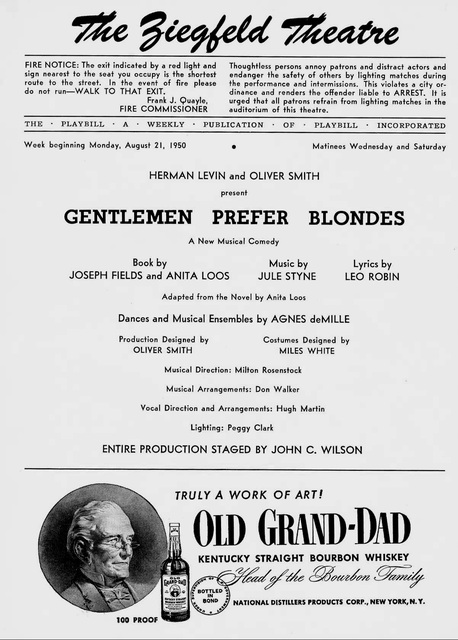 The Ziegfeld Theatre
FIRE NOTICE: The exit indicated by a red light and
sign nearest to the seat you occupy is the shortest
route to the street. In the event of fire please
do not run—WALK TO THAT EXIT.
Frank J. Quayle,
FIRE COMMISSIONER
Thoughtless persons annoy patrons and distract actors and
endanger the safety of others by lighting matches during
the performance and intermissions. This violates a city or-
dinance and renders the offender liable to ARREST. It is
urged that all patrons refrain from lighting matches in the
auditorium of this theatre.
THE · PLAYBILL · A · WEEKLY · PUBLICATION · OF · PLAYBILL · INCORPORATED
Week beginning Monday, August 21, 1950 • Matinees Wednesday and Saturday
HERMAN LEVIN and OLIVER SMITH
present
GENTLEMEN PREFER BLONDES
A New Musical Comedy
Book by
JOSEPH FIELDS and ANITA LOOS
Music by
JULE STYNE
Lyrics by
LEO ROBIN
Adapted from the Novel by Anita Loos
Dances and Musical Ensembles by AGNES deMILLE
Production Designed by
OLIVER SMITH
Costumes Designed by
MILES WHITE
Musical Direction: Milton Rosenstock
Musical Arrangements: Don Walker
Vocal Direction and Arrangements: Hugh Martin
Lighting: Peggy Clark
ENTIRE PRODUCTION STAGED BY JOHN C. WILSON
TRULY A WORK OF ART!
OLD GRAND-DAD
KENTUCKY STRAIGHT BOURBON WHISKEY
Head of the Bourbon Family
BOTTLED
IN
BOND
NATIONAL DISTILLERS PRODUCTS CORP., NEW YORK, N.Y.
100 PROOF
OLD
GRAND-DAD